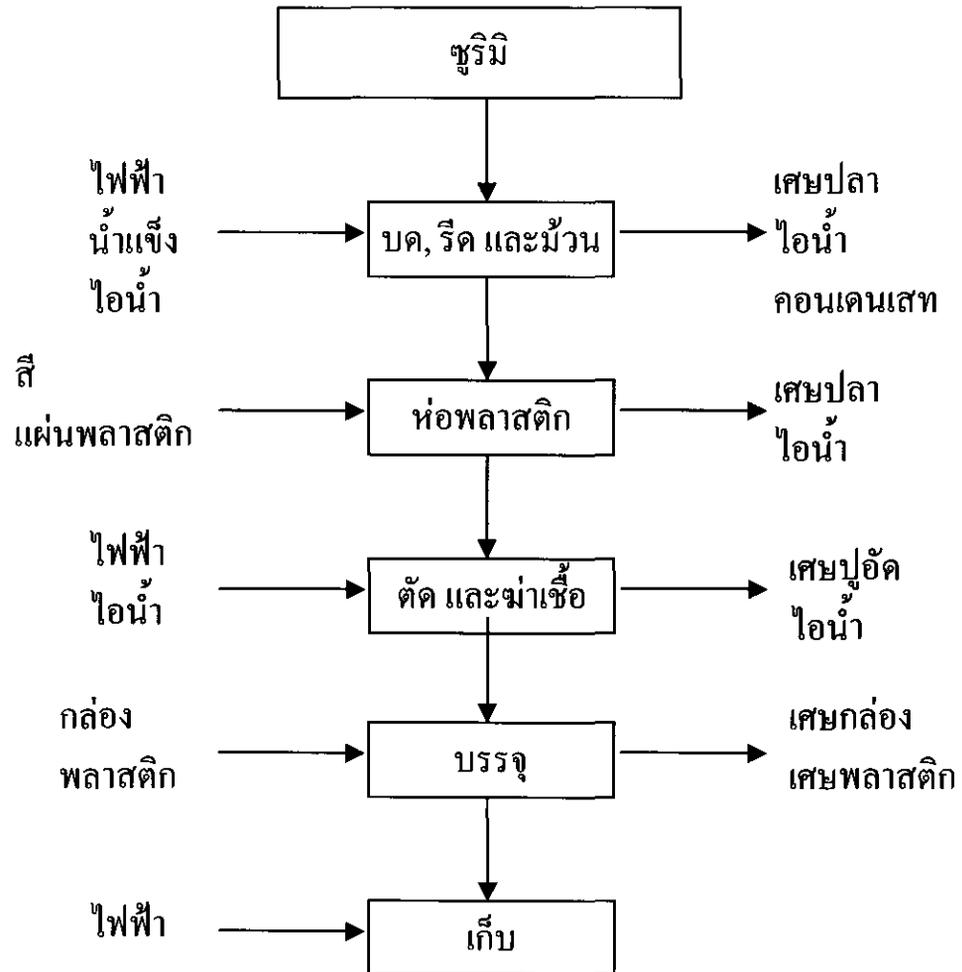 ซูริมิ
ไฟฟ้า
น้ำแข็ง
ไอน้ำ
บด, รีด และม้วน
เศษปลา
ไอน้ำ
คอนเดนเสท
สี
แผ่นพลาสติก
ห่อพลาสติก
เศษปลา
ไอน้ำ
ไฟฟ้า
ไอน้ำ
ตัด และฆ่าเชื้อ
เศษปูอัด
ไอน้ำ
กล่อง
พลาสติก
บรรจุ
เศษกล่อง
เศษพลาสติก
ไฟฟ้า
เก็บ